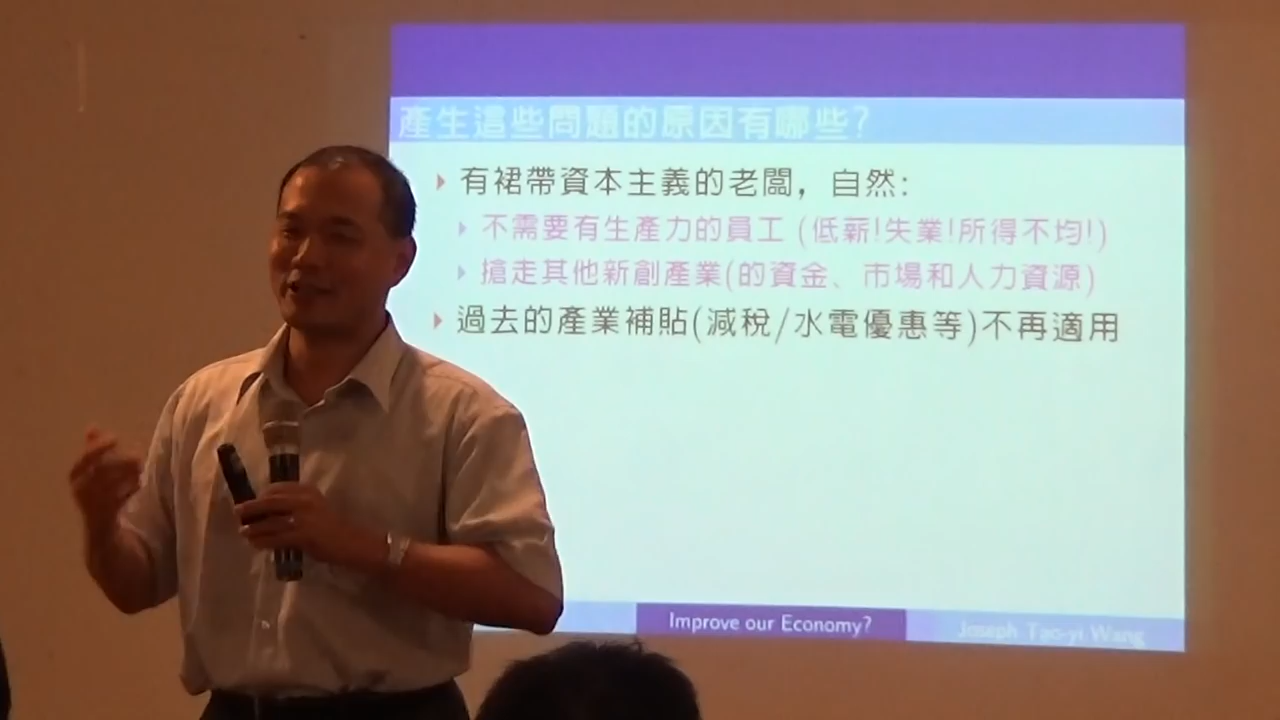 產生這些問題的原因有哪些?
有裙帶資本主義的老闆，自然:
不需要有生產力的員工 (低薪!失業!所得不均!)
搶走其他新創產業(的資金、市場和人力資源)
過去的產業補貼(減稅/水電優惠等)不再適用
Improve our Economy?
Joseph Tao-yi Wang